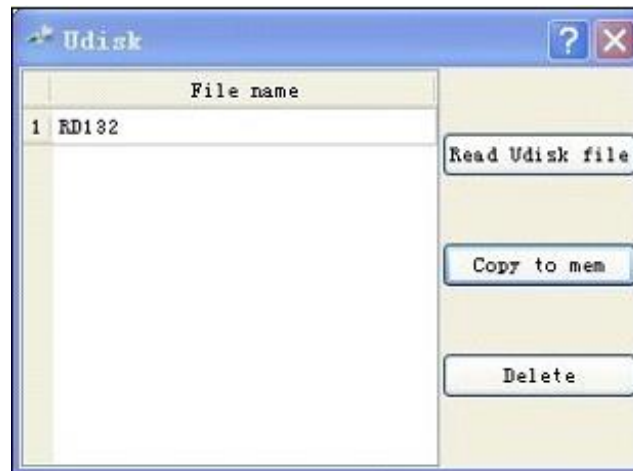 Udisk
File name
1 RD132
Read Udisk file
Copy to mem
Delete